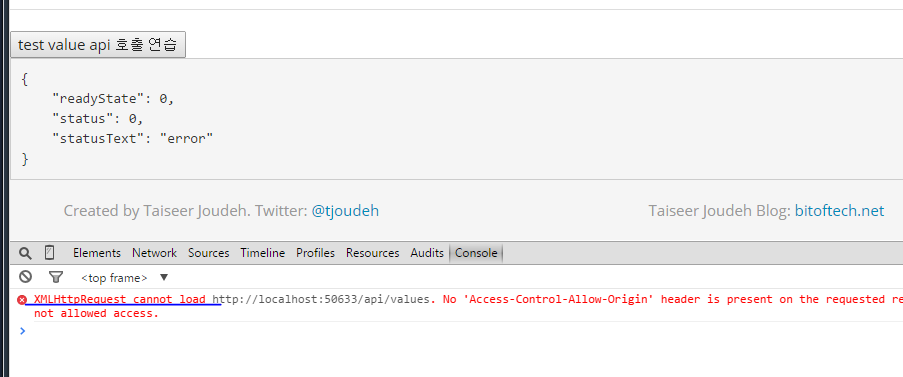 test value api 호출 연습
{
"readyState": 0,
"status": 0,
"statusText": "error"
}
Created by Taiseer Joudeh. Twitter: @tjoudeh
Taiseer Joudeh Blog: bitoftech.net
Elements Network Sources Timeline Profiles Resources Audits Console
<top frame> ▼
XMLHttpRequest cannot load http://localhost:50633/api/values. No 'Access-Control-Allow-Origin' header is present on the requested re
not allowed access.
>